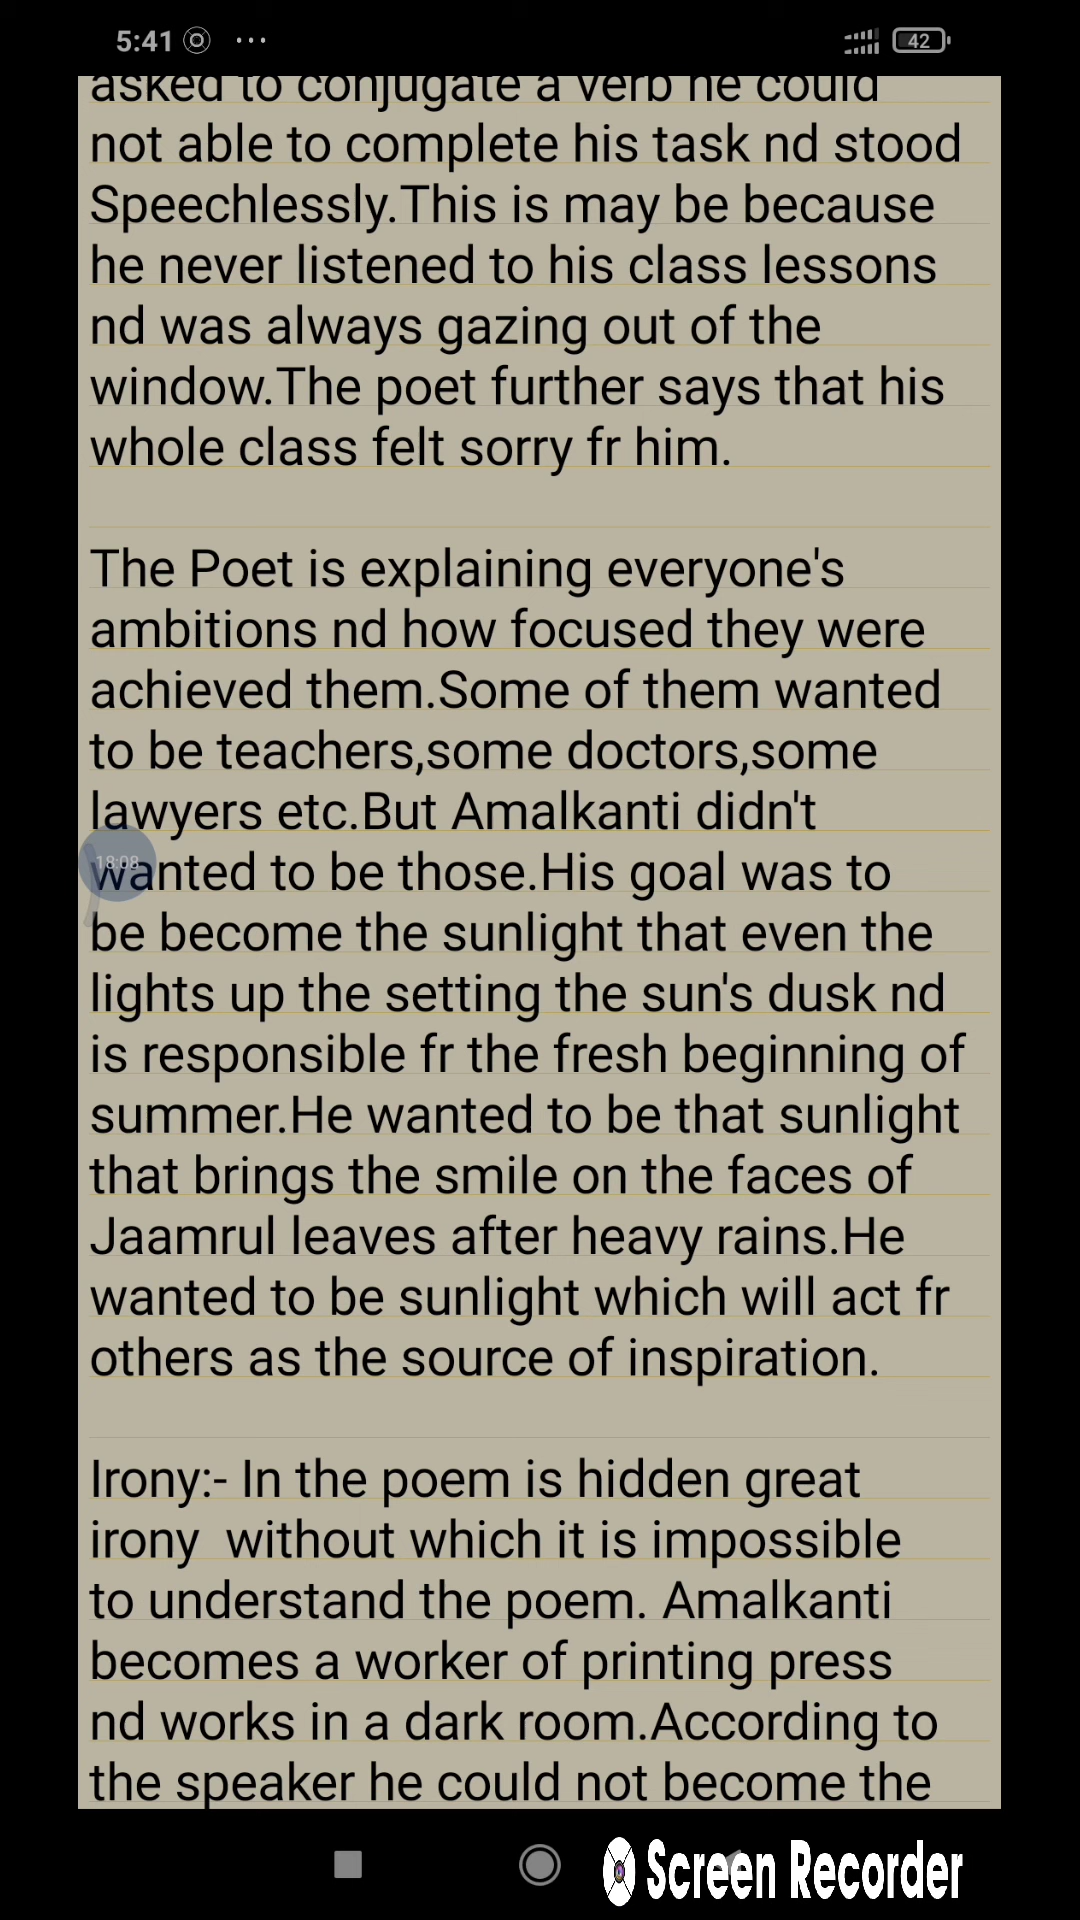 5:41 ... 42
asked to conjugate a verb he could
not able to complete his task nd stood
Speechlessly.This is may be because
he never listened to his class lessons
nd was always gazing out of the
window.The poet further says that his
whole class felt sorry fr him.
The Poet is explaining everyone's
ambitions nd how focused they were
achieved them.Some of them wanted
to be teachers,some doctors,some
lawyers etc.But Amalkanti didn't
18:08
wanted to be those.His goal was to
be become the sunlight that even the
lights up the setting the sun's dusk nd
is responsible fr the fresh beginning of
summer.He wanted to be that sunlight
that brings the smile on the faces of
Jaamrul leaves after heavy rains.He
wanted to be sunlight which will act fr
others as the source of inspiration.
Irony:- In the poem is hidden great
irony  without which it is impossible
to understand the poem. Amalkanti
becomes a worker of printing press
nd works in a dark room.According to
the speaker he could not become the
Screen Recorder